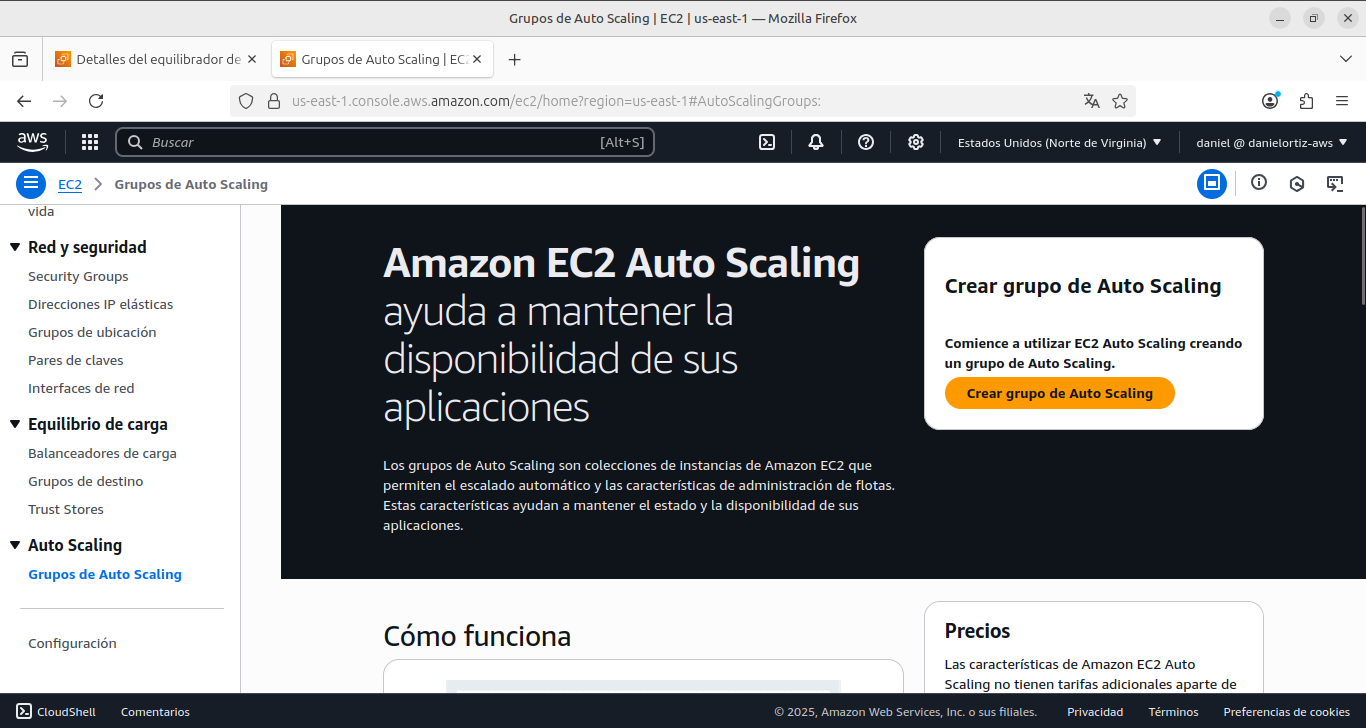 Grupos de Auto Scaling | EC2 | us-east-1 — Mozilla Firefox
Detalles del equilibrador de
Grupos de Auto Scaling | EC2
us-east-1.console.aws.amazon.com/ec2/home?region=us-east-1#AutoScalingGroups:
aws
Buscar
[Alt+S]
Estados Unidos (Norte de Virginia)
daniel @ danielortiz-aws
EC2
Grupos de Auto Scaling
vida
Red y seguridad
Security Groups
Direcciones IP elásticas
Grupos de ubicación
Pares de claves
Interfaces de red
Equilibrio de carga
Balanceadores de carga
Grupos de destino
Trust Stores
Auto Scaling
Grupos de Auto Scaling
Configuración
Amazon EC2 Auto Scaling
ayuda a mantener la
disponibilidad de sus
aplicaciones
Los grupos de Auto Scaling son colecciones de instancias de Amazon EC2 que
permiten el escalado automático y las características de administración de flotas.
Estas características ayudan a mantener el estado y la disponibilidad de sus
aplicaciones.
Crear grupo de Auto Scaling
Comience a utilizar EC2 Auto Scaling creando
un grupo de Auto Scaling.
Crear grupo de Auto Scaling
Cómo funciona
Precios
Las características de Amazon EC2 Auto
Scaling no tienen tarifas adicionales aparte de
CloudShell
Comentarios
© 2025, Amazon Web Services, Inc. o sus filiales.
Privacidad
Términos
Preferencias de cookies